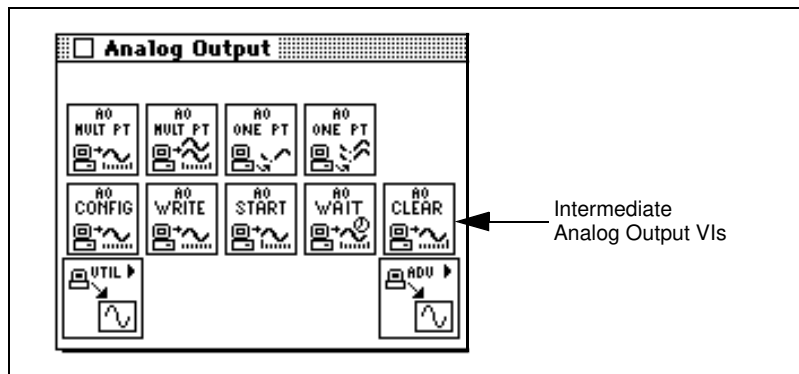 Analog Output
AO
MULT PT
AO
MULT PT
AO
ONE PT
AO
ONE PT
AO
CONFIG
AO
WRITE
AO
START
AO
WAIT
AO
CLEAR
Intermediate
Analog Output VIs
UTIL
ADV